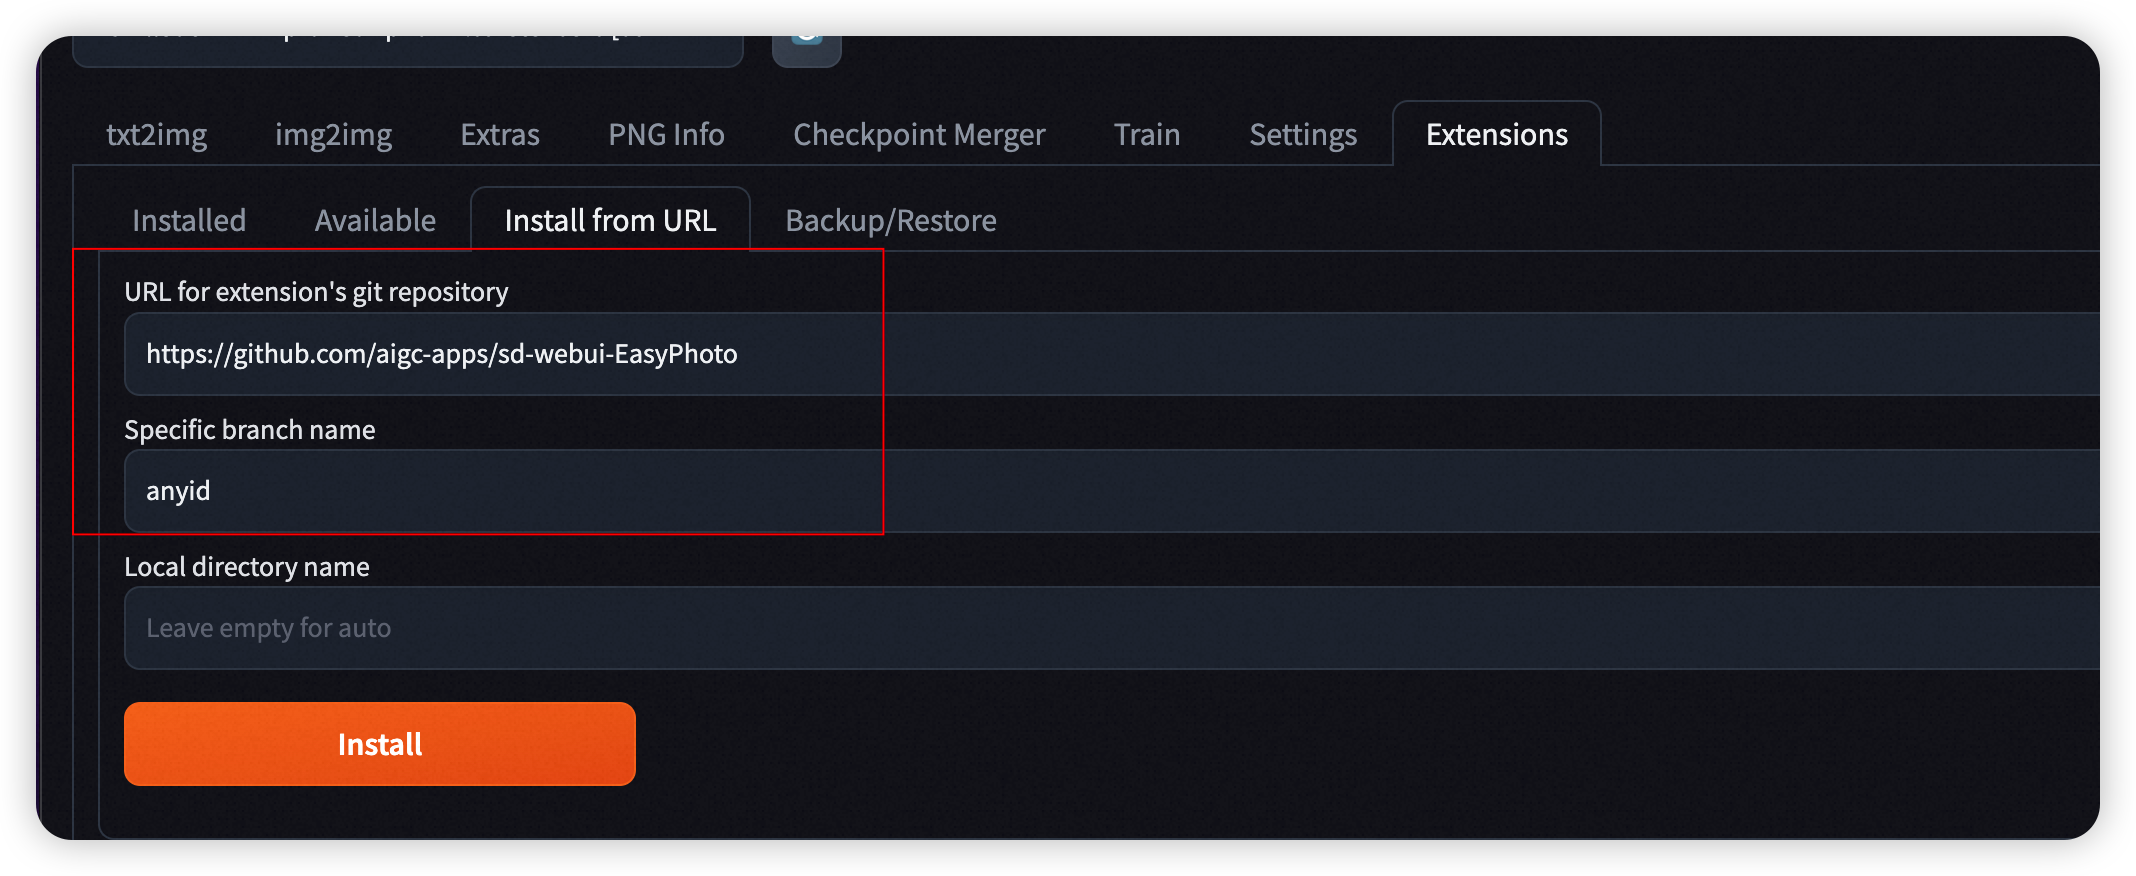 txt2img img2img Extras PNG Info Checkpoint Merger Train Settings Extensions
Installed Available Install from URL Backup/Restore
URL for extension's git repository
https://github.com/aigc-apps/sd-webui-EasyPhoto
Specific branch name
anyid
Local directory name
Leave empty for auto
Install